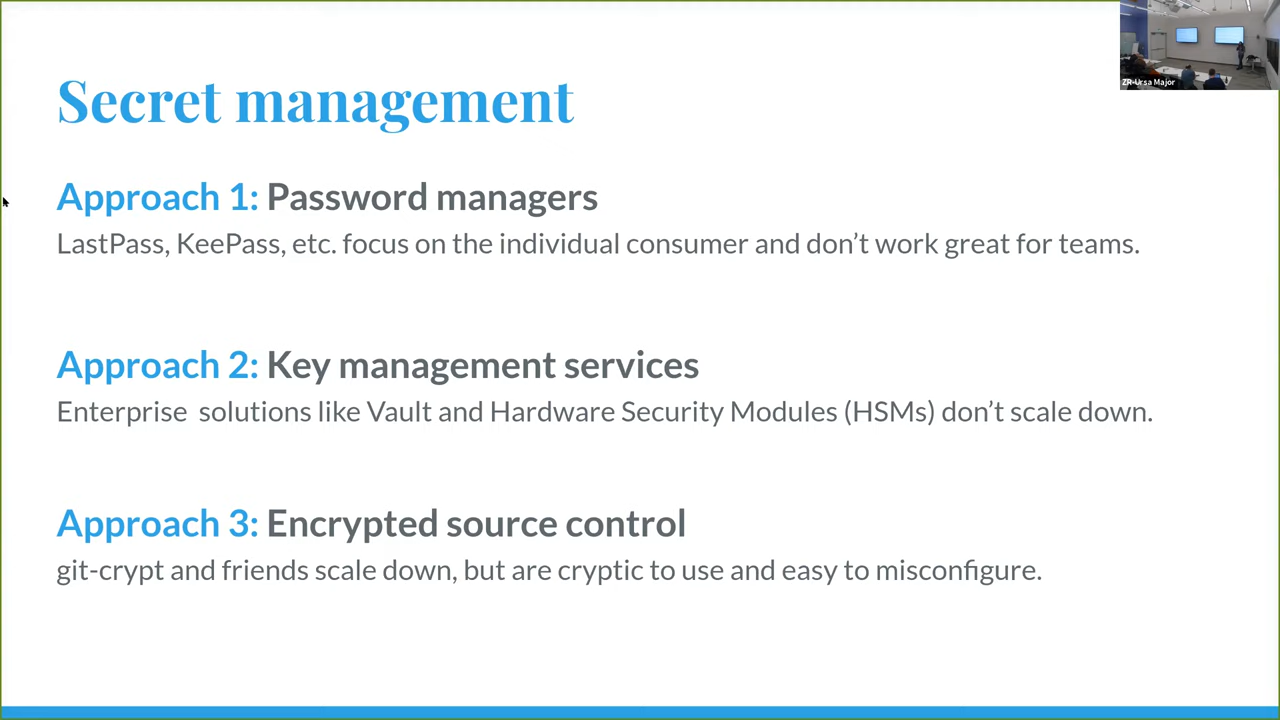 Secret management
Approach 1: Password managers
LastPass, KeePass, etc. focus on the individual consumer and don’t work great for teams.
Approach 2: Key management services
Enterprise  solutions like Vault and Hardware Security Modules (HSMs) don’t scale down.
Approach 3: Encrypted source control
git-crypt and friends scale down, but are cryptic to use and easy to misconfigure.
ZR-Ursa Major